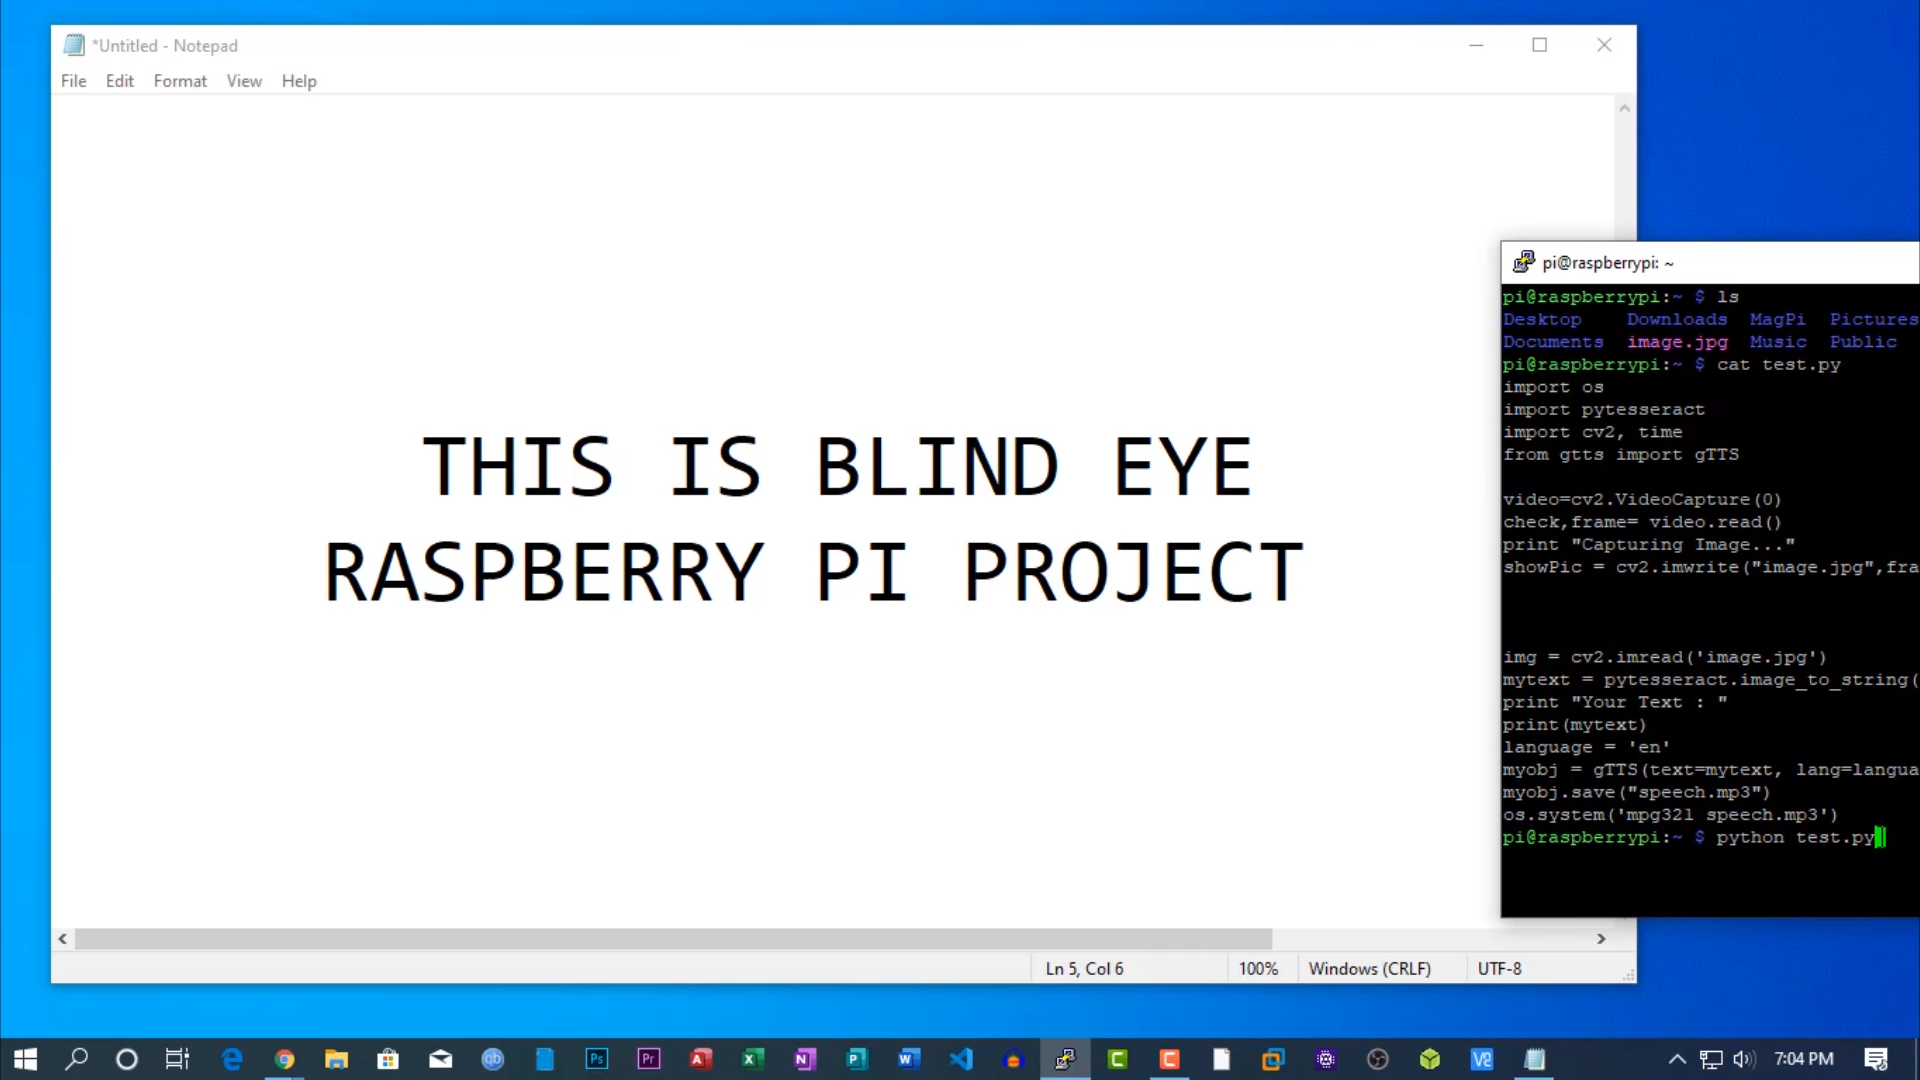 *Untitled - Notepad
File Edit Format View Help
THIS IS BLIND EYE
RASPBERRY PI PROJECT
Ln 5, Col 6 100% Windows (CRLF) UTF-8
pi@raspberrypi: ~
pi@raspberrypi:~ $ ls
Desktop Downloads MagPi Pictures
Documents image.jpg Music Public
pi@raspberrypi:~ $ cat test.py
import os
import pytesseract
import cv2, time
from gtts import gTTS
video=cv2.VideoCapture(0)
check,frame= video.read()
print "Capturing Image..."
showPic = cv2.imwrite("image.jpg",fra
img = cv2.imread('image.jpg')
mytext = pytesseract.image_to_string(
print "Your Text : "
print(mytext)
language = 'en'
myobj = gTTS(text=mytext, lang=langua
myobj.save("speech.mp3")
os.system('mpg321 speech.mp3')
pi@raspberrypi:~ $ python test.py
7:04 PM